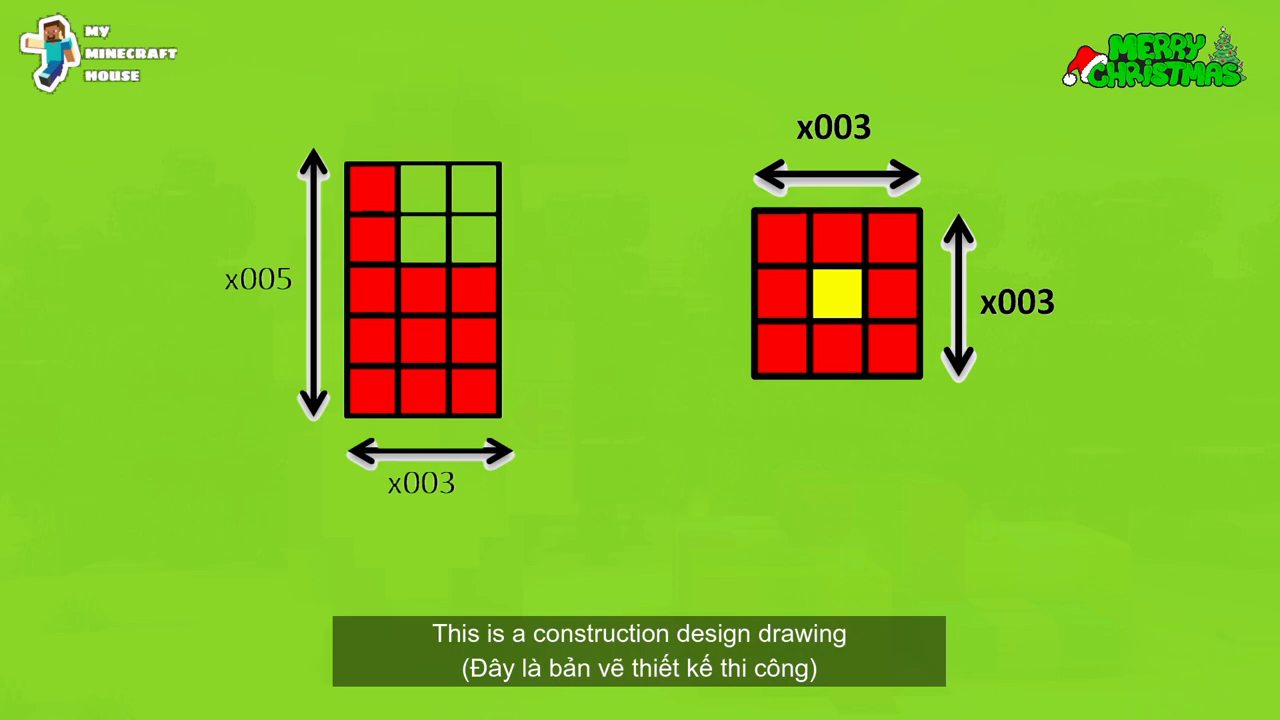 MY
MINECRAFT
HOUSE
MERRY
CHRISTMAS
x003
x005
x003
x003
This is a construction design drawing
(Đây là bản vẽ thiết kế thi công)